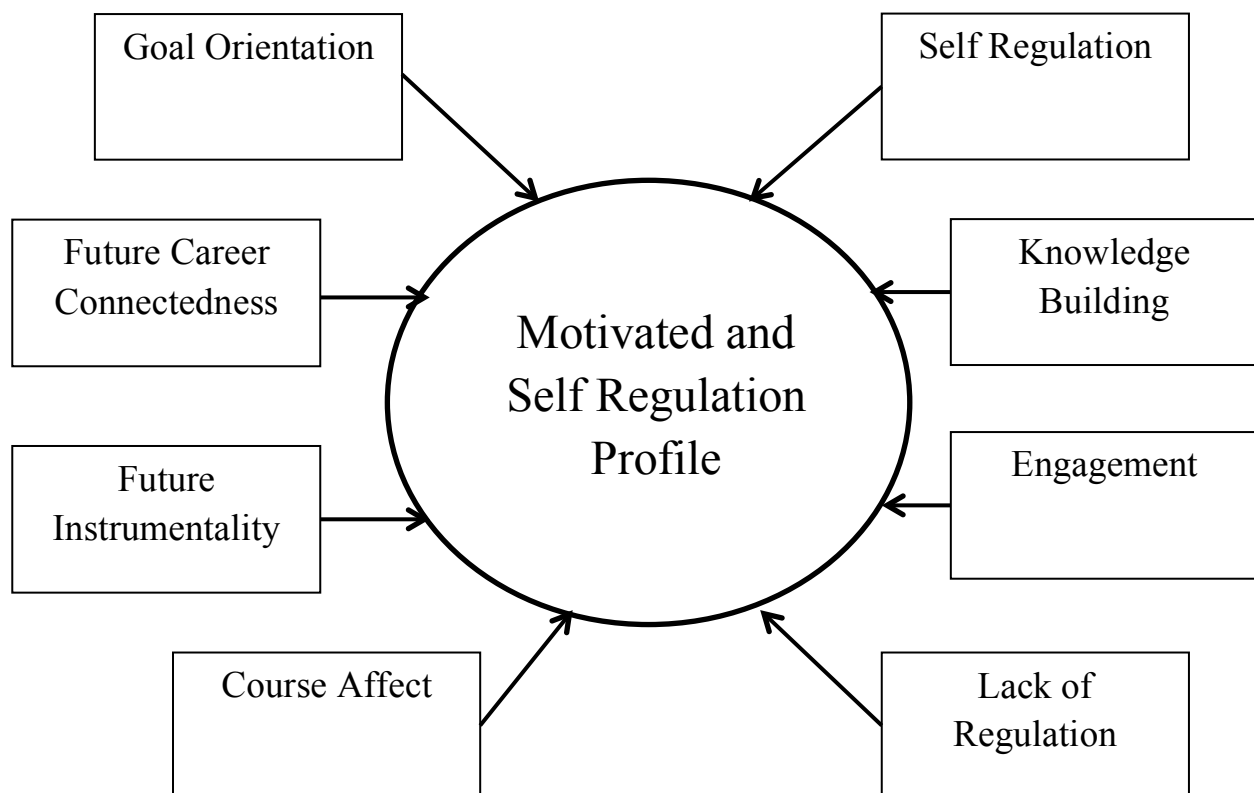 Goal Orientation
Self Regulation
Future Career
Connectedness
Knowledge
Building
Motivated and
Self Regulation
Profile
Future
Instrumentality
Engagement
Course Affect
Lack of
Regulation